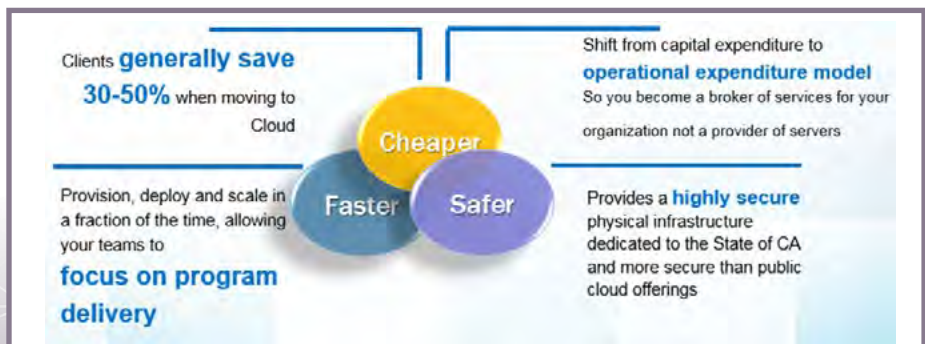 Clients generally save
30-50% when moving to
Cloud
Shift from capital expenditure to
operational expenditure model
So you become a broker of services for your
organization not a provider of servers
Cheaper
Faster
Safer
Provision, deploy and scale in
a fraction of the time, allowing
your teams to
focus on program
delivery
Provides a highly secure
physical infrastructure
dedicated to the State of CA
and more secure than public
cloud offerings